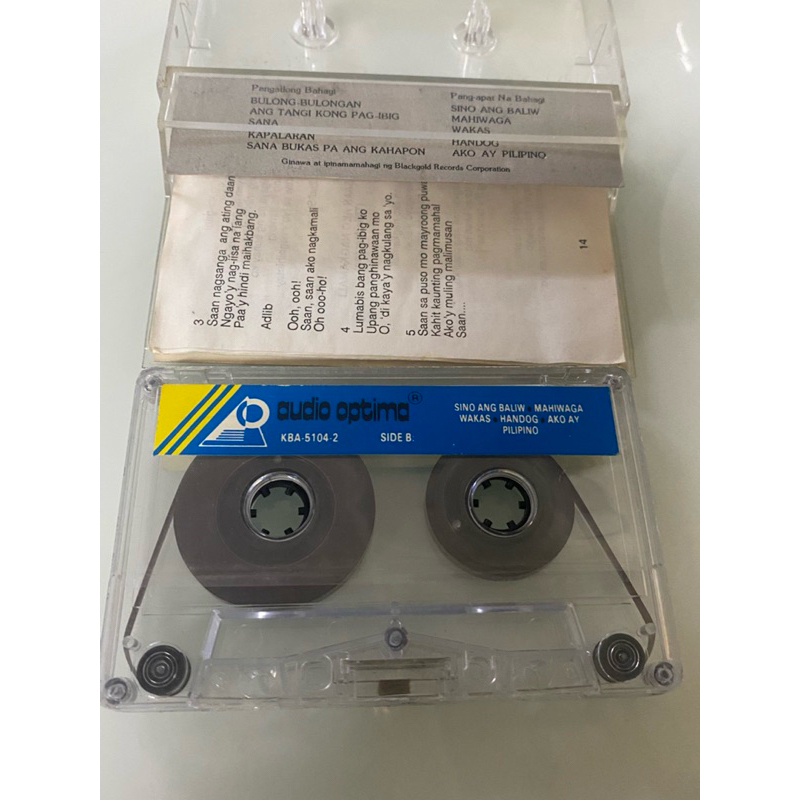 Pangatlong Bahagi
BULONG-BULONGAN
ANG TANGI KONG PAG-IBIG
SANA
KAPALARAN
SANA BUKAS PA ANG KAHAPON
Pang-apat Na Bahagi
SINO ANG BALIW
MAHIWAGA
WAKAS
HANDOG
AKO AY PILIPINO
Ginawa at ipinamamahagi ng Blackgold Records Corporation
3
Saan nagsanga ang ating daan
Ngayo'y nag-iisa na lang
Paa'y hindi maihakbang.
Adlib
Ooh, ooh!
Saan, saan ako nagkamali
Oh ooo-ho!
4
Lumabis bang pag-ibig ko
Upang panghinawaan mo
O, 'di kaya'y nagkulang sa 'yo.
5
Saan sa puso mo mayroong puwa
Kahit kaunting pagmamahal
Ako'y muling malimusan
Saan....
14
audio optima®
KBA-5104-2 SIDE B
SINO ANG BALIW • MAHIWAGA
WAKAS • HANDOG • AKO AY
PILIPINO